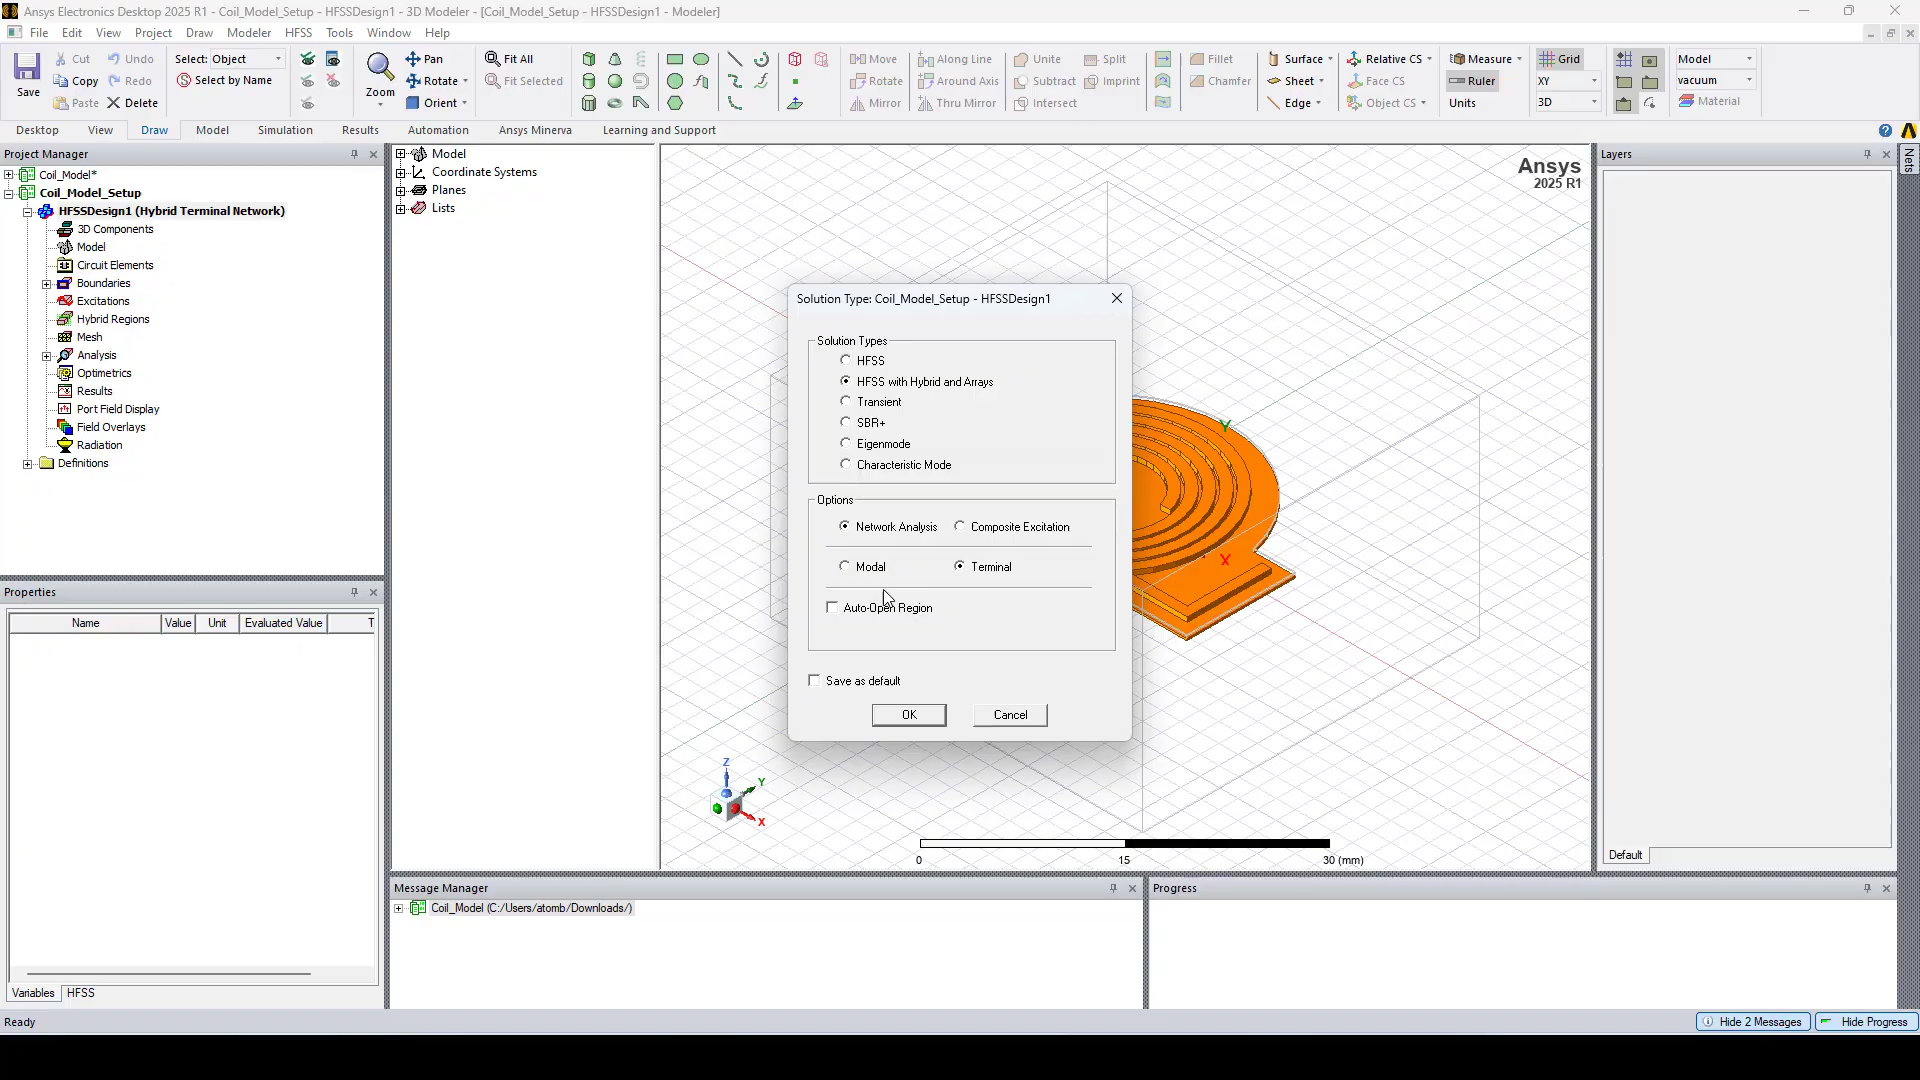 Ansys Electronics Desktop 2025 R1 - Coil_Model_Setup - HFSSDesign1 - 3D Modeler - [Coil_Model_Setup - HFSSDesign1 - Modeler]
File Edit View Project Draw Modeler HFSS Tools Window Help
Save
Cut
Copy
Paste
Undo
Redo
Delete
Select: Object
Select by Name
Zoom
Pan
Rotate
Orient
Fit All
Fit Selected
Move
Rotate
Mirror
Along Line
Around Axis
Thru Mirror
Unite
Subtract
Intersect
Split
Imprint
Fillet
Chamfer
Surface
Sheet
Edge
Relative CS
Face CS
Object CS
Measure
Ruler
Units
Grid
XY
3D
Model
vacuum
Material
Desktop View Draw Model Simulation Results Automation Ansys Minerva Learning and Support
Project Manager
Coil_Model*
Coil_Model_Setup
HFSSDesign1 (Hybrid Terminal Network)
3D Components
Model
Circuit Elements
Boundaries
Excitations
Hybrid Regions
Mesh
Analysis
Optimetrics
Results
Port Field Display
Field Overlays
Radiation
Definitions
Properties
Name Value Unit Evaluated Value T
Variables HFSS
Model
Coordinate Systems
Planes
Lists
Ansys
2025 R1
Y
X
Z
Y
X
0 15 30 (mm)
Solution Type: Coil_Model_Setup - HFSSDesign1
Solution Types
HFSS
HFSS with Hybrid and Arrays
Transient
SBR+
Eigenmode
Characteristic Mode
Options
Network Analysis Composite Excitation
Modal Terminal
Auto-Open Region
Save as default
OK Cancel
Layers
Nets
Default
Message Manager
Coil_Model (C:/Users/atomb/Downloads/)
Progress
Ready
Hide 2 Messages Hide Progress